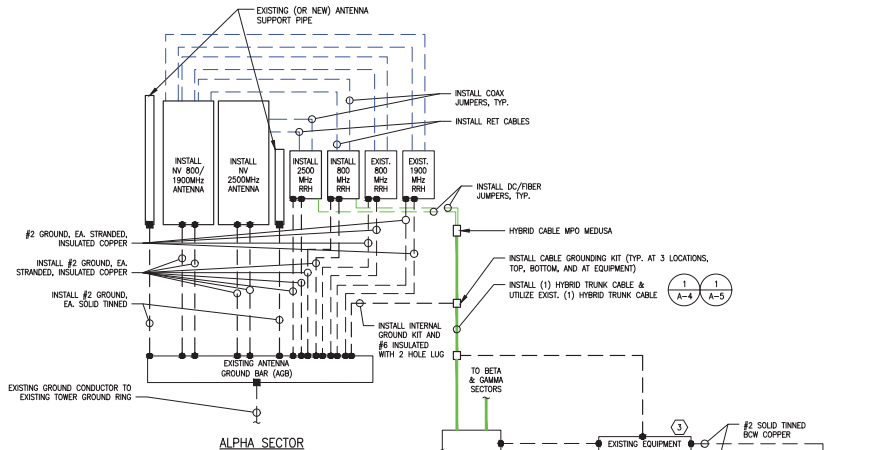 EXISTING (OR NEW) ANTENNA
SUPPORT PIPE
INSTALL COAX
JUMPERS, TYP.
INSTALL RET CABLES
INSTALL
NV 800/
1900MHz
ANTENNA
INSTALL
NV
2500MHz
ANTENNA
INSTALL
2500
MHz
RRH
INSTALL
800
MHz
RRH
EXIST.
800
MHz
RRH
EXIST.
1900
MHz
RRH
INSTALL DC/FIBER
JUMPERS, TYP.
HYBRID CABLE MPO MEDUSA
#2 GROUND, EA. STRANDED,
INSULATED COPPER
INSTALL #2 GROUND, EA.
STRANDED, INSULATED COPPER
INSTALL #2 GROUND,
EA. SOLID TINNED
INSTALL CABLE GROUNDING KIT (TYP. AT 3 LOCATIONS,
TOP, BOTTOM, AND AT EQUIPMENT)
INSTALL (1) HYBRID TRUNK CABLE &
UTILIZE EXIST. (1) HYBRID TRUNK CABLE
1
A-4
1
A-5
INSTALL INTERNAL
GROUND KIT AND
#6 INSULATED
WITH 2 HOLE LUG
EXISTING ANTENNA
GROUND BAR (AGB)
TO BETA
& GAMMA
SECTORS
EXISTING GROUND CONDUCTOR TO
EXISTING TOWER GROUND RING
ALPHA SECTOR
3
EXISTING EQUIPMENT
#2 SOLID TINNED
BCW COPPER